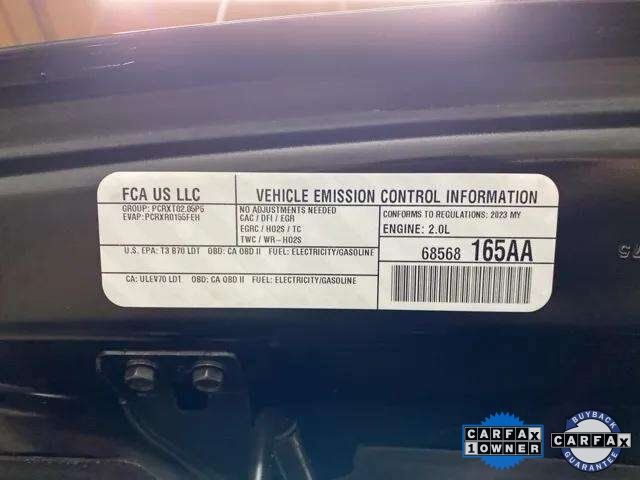 FCA US LLC
GROUP: PCRXT02.05P5
EVAP: PCRXR0155FEH
VEHICLE EMISSION CONTROL INFORMATION
NO ADJUSTMENTS NEEDED
CAC / DFI / EGR
EGRC / HO2S / TC
TWC / WR-HO2S
CONFORMS TO REGULATIONS: 2023 MY
ENGINE: 2.0L
U.S. EPA: T3 B70 LDT OBD: CA OBD II FUEL: ELECTRICITY/GASOLINE
68568 165AA
CA: ULEV70 LDT OBD: CA OBD II FUEL: ELECTRICITY/GASOLINE
CARFAX
1 OWNER
BUYBACK
CARFAX
GUARANTEE